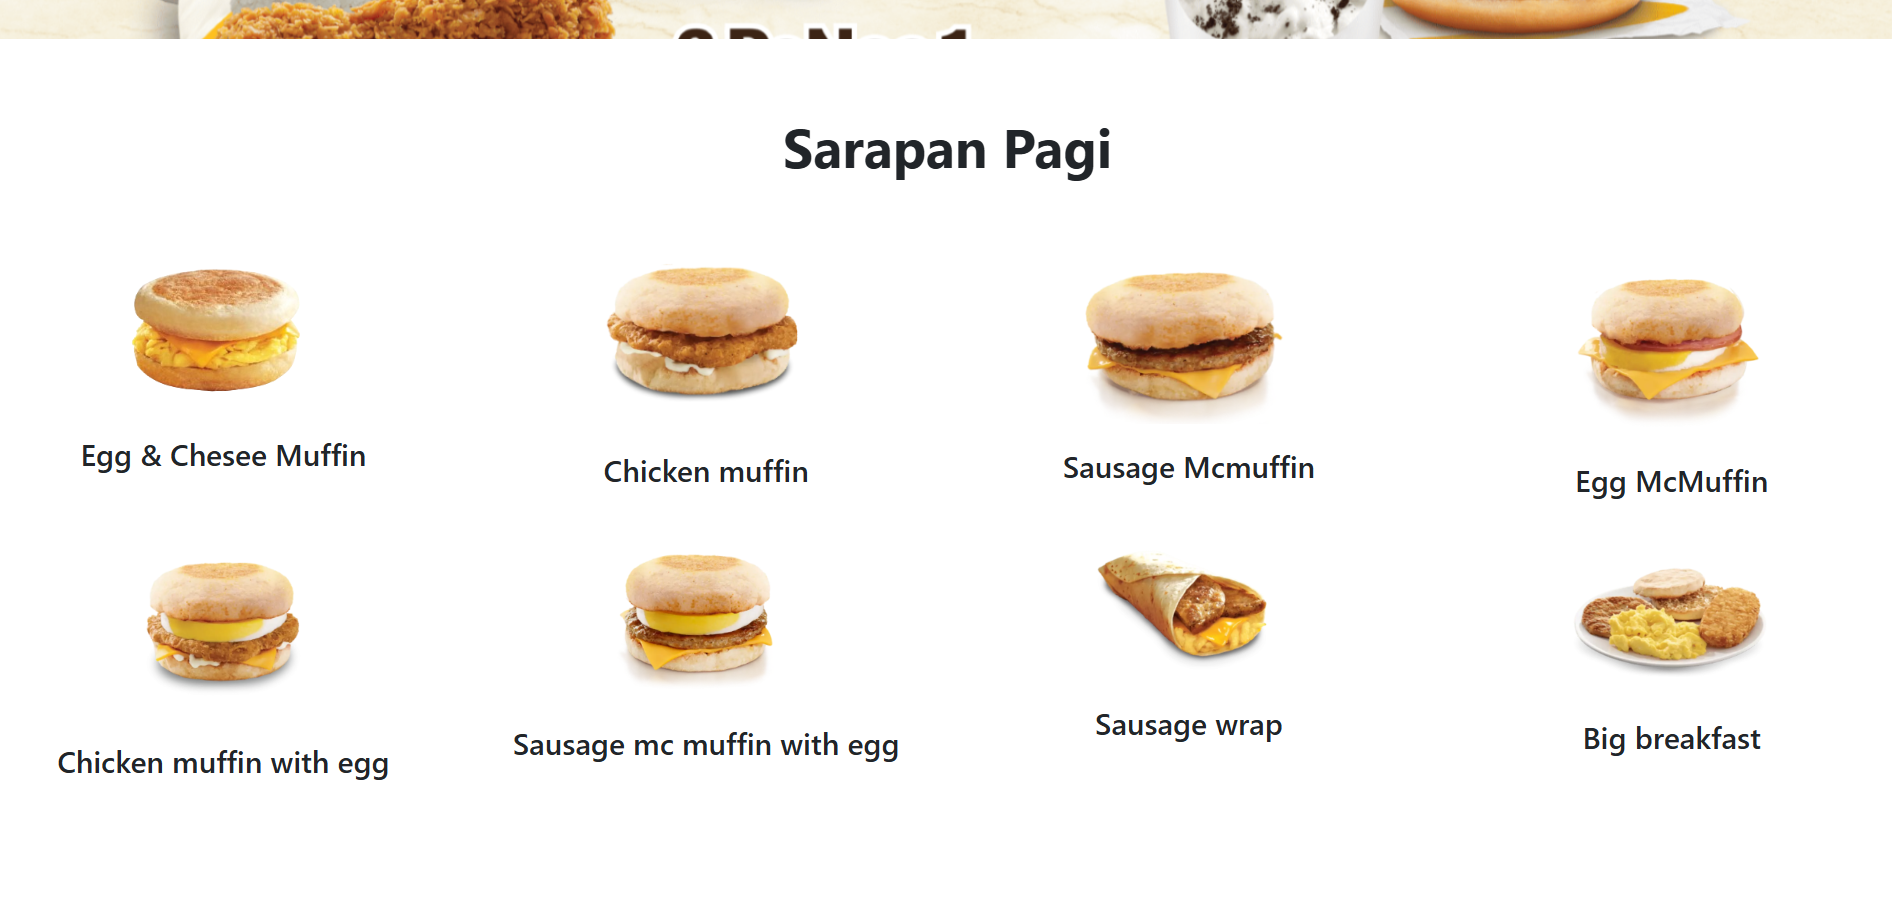 Sarapan Pagi
Egg & Chesee Muffin
Chicken muffin
Sausage Mcmuffin
Egg McMuffin
Chicken muffin with egg
Sausage mc muffin with egg
Sausage wrap
Big breakfast